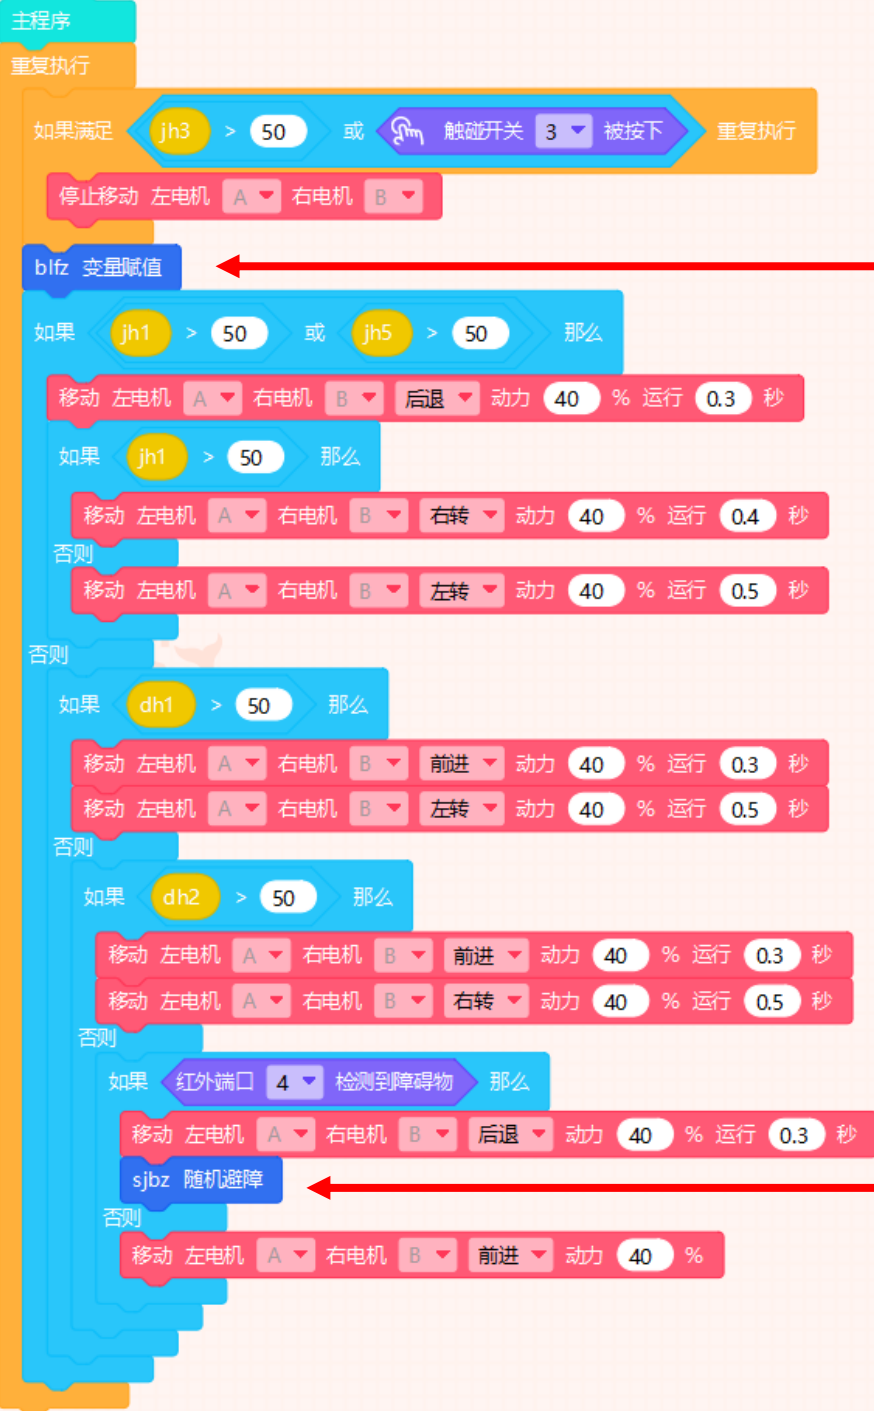 主程序
重复执行
如果满足 jh3 > 50 或 触碰开关 3 被按下 重复执行
停止移动 左电机 A 右电机 B
blfz 变量赋值
如果 jh1 > 50 或 jh5 > 50 那么
移动 左电机 A 右电机 B 后退 动力 40 % 运行 0.3 秒
如果 jh1 > 50 那么
移动 左电机 A 右电机 B 右转 动力 40 % 运行 0.4 秒
否则
移动 左电机 A 右电机 B 左转 动力 40 % 运行 0.5 秒
否则
如果 dh1 > 50 那么
移动 左电机 A 右电机 B 前进 动力 40 % 运行 0.3 秒
移动 左电机 A 右电机 B 左转 动力 40 % 运行 0.5 秒
否则
如果 dh2 > 50 那么
移动 左电机 A 右电机 B 前进 动力 40 % 运行 0.3 秒
移动 左电机 A 右电机 B 右转 动力 40 % 运行 0.5 秒
否则
如果 红外端口 4 检测到障碍物 那么
移动 左电机 A 右电机 B 后退 动力 40 % 运行 0.3 秒
sjbz 随机避障
否则
移动 左电机 A 右电机 B 前进 动力 40 %